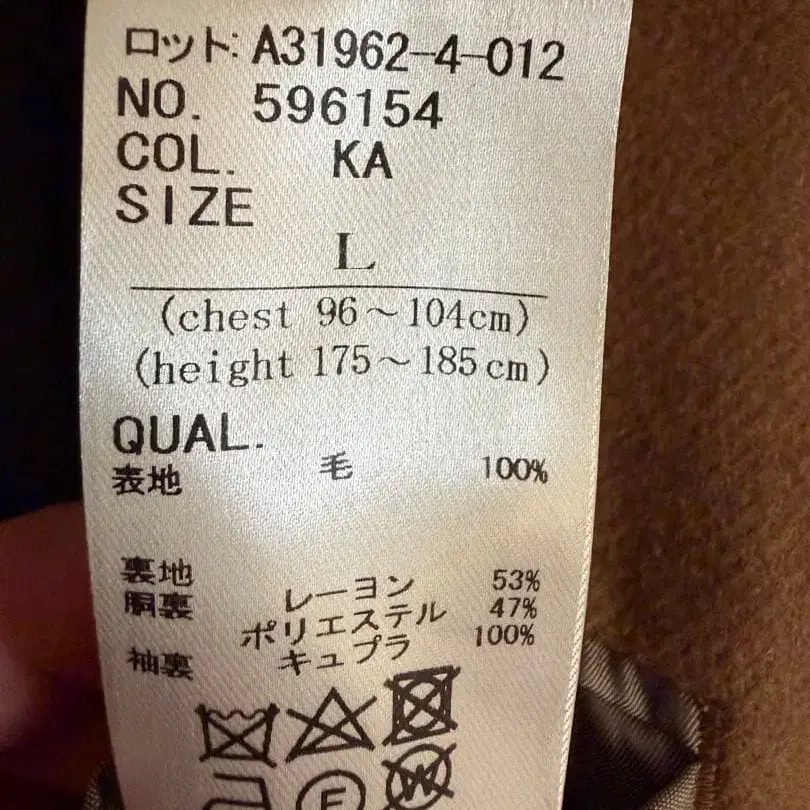 ロット: A31962-4-012
NO. 596154
COL. KA
SIZE
L
(chest 96～104cm)
(height 175～185cm)
QUAL.
表地 毛 100%
裏地
胴裏 レーヨン 53%
ポリエステル 47%
袖裏 キュプラ 100%
F
W